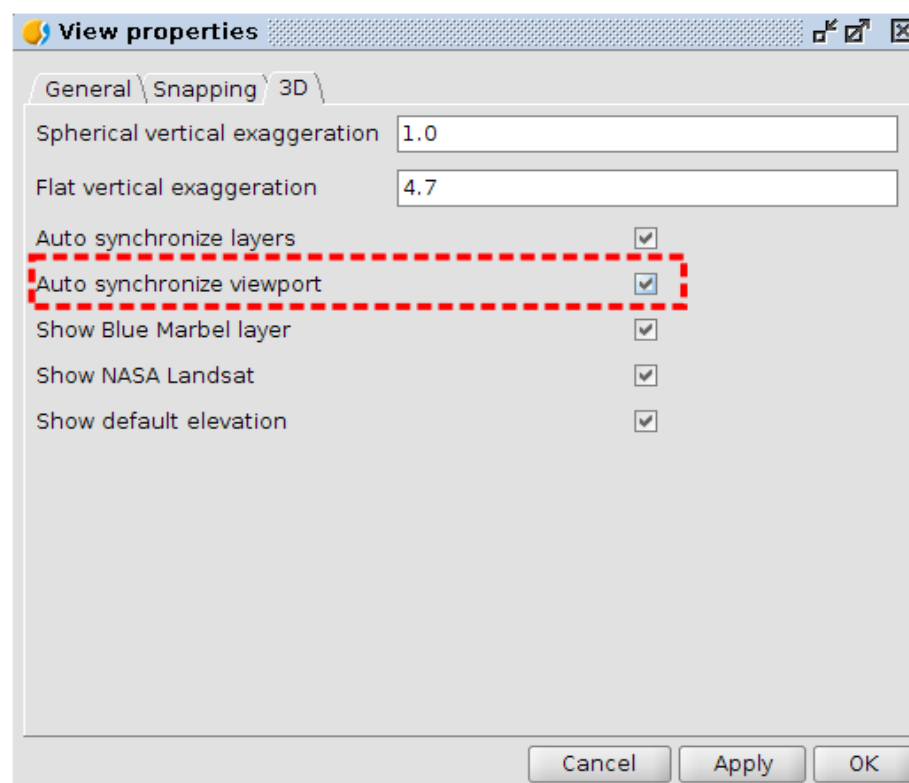 View properties
General Snapping 3D
Spherical vertical exaggeration 1.0
Flat vertical exaggeration 4.7
Auto synchronize layers
Auto synchronize viewport
Show Blue Marbel layer
Show NASA Landsat
Show default elevation
Cancel Apply OK